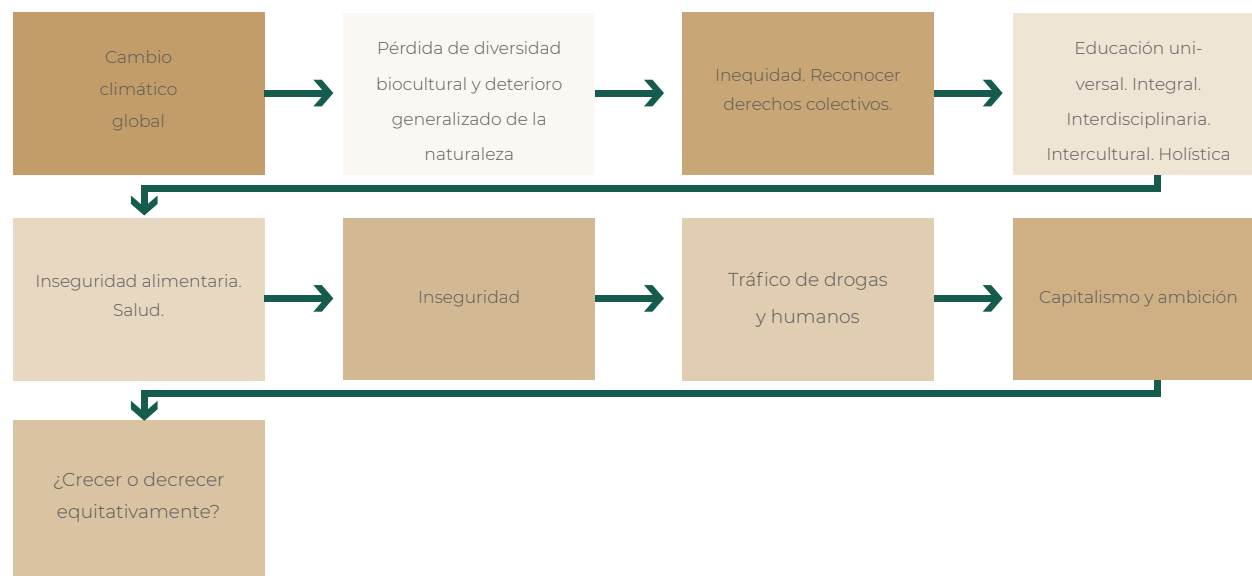 Cambio
climático
global
Pérdida de diversidad
biocultural y deterioro
generalizado de la
naturaleza
Inequidad. Reconocer
derechos colectivos.
Educación uni-
versal. Integral.
Interdisciplinaria.
Intercultural. Holística
Inseguridad alimentaria.
Salud.
Inseguridad
Tráfico de drogas
y humanos
Capitalismo y ambición
¿Crecer o decrecer
equitativamente?